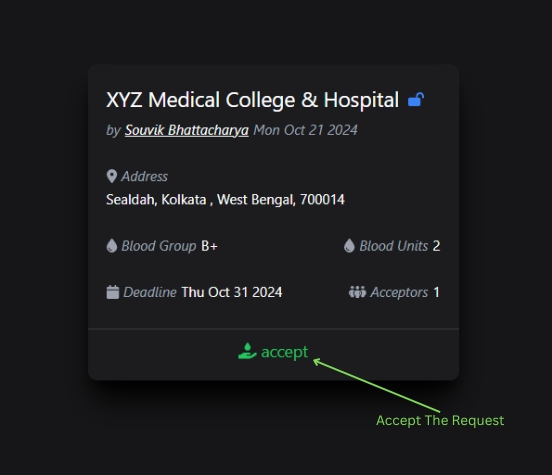 XYZ Medical College & Hospital
by Souvik Bhattacharya Mon Oct 21 2024
Address
Sealdah, Kolkata , West Bengal, 700014
Blood Group B+ Blood Units 2
Deadline Thu Oct 31 2024 Acceptors 1
accept
Accept The Request